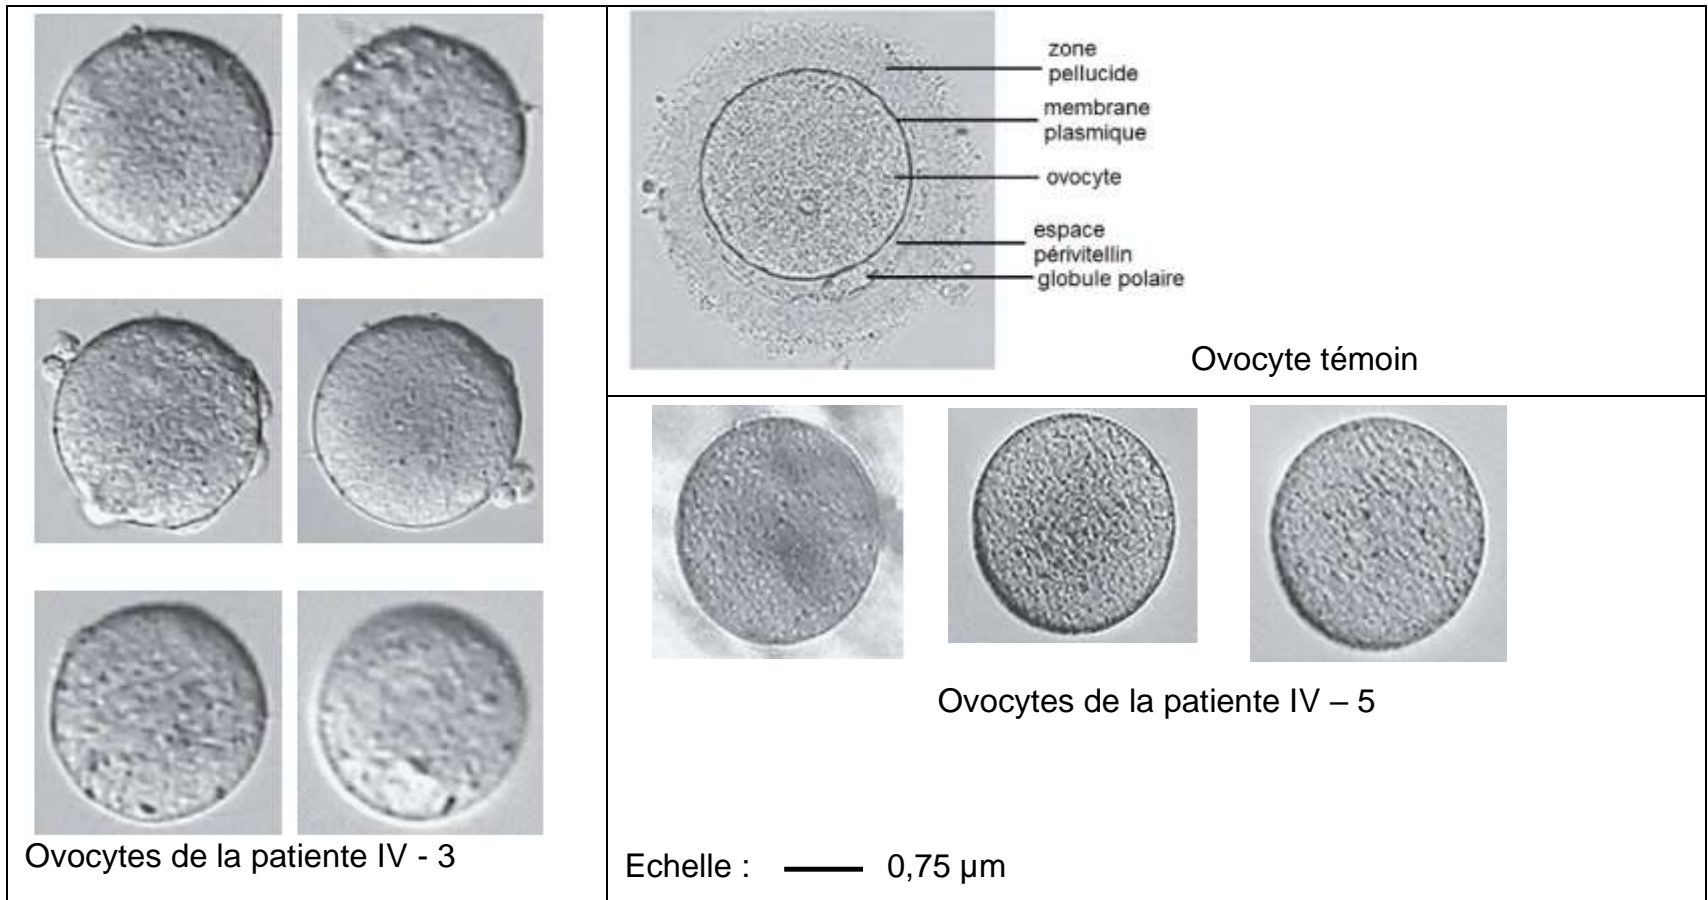 Ovocytes de la patiente IV - 3
zone
pellucide
membrane
plasmique
ovocyte
espace
périvitellin
globule polaire
Ovocyte témoin
Ovocytes de la patiente IV – 5
Echelle : 0,75 µm